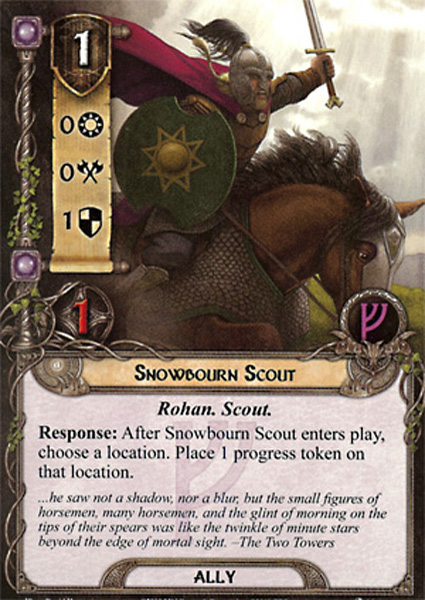 1
0
0
1
1
Snowbourn Scout
Rohan. Scout.
Response: After Snowbourn Scout enters play,
choose a location. Place 1 progress token on
that location.
...he saw not a shadow, nor a blur, but the small figures of
horsemen, many horsemen, and the glint of morning on the
tips of their spears was like the twinkle of minute stars
beyond the edge of mortal sight. –The Two Towers
ALLY